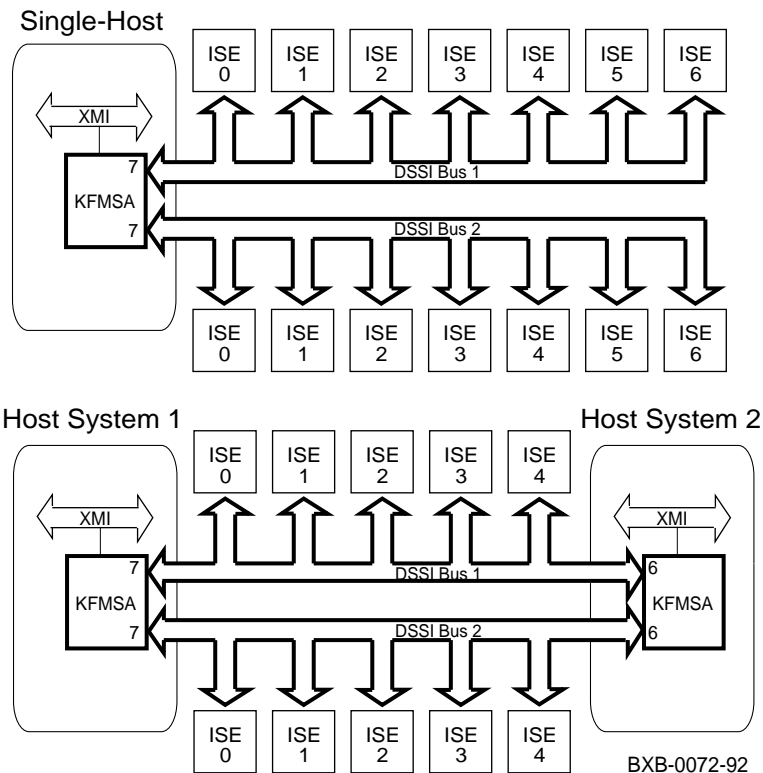 Single-Host
ISE ISE ISE ISE ISE ISE ISE
0 1 2 3 4 5 6
XMI
7
DSSI Bus 1
KFMSA
7
DSSI Bus 2
ISE ISE ISE ISE ISE ISE ISE
0 1 2 3 4 5 6
Host System 1 Host System 2
ISE ISE ISE ISE ISE
0 1 2 3 4
XMI XMI
7 6
DSSI Bus 1
KFMSA KFMSA
7 6
DSSI Bus 2
ISE ISE ISE ISE ISE
0 1 2 3 4
BXB-0072-92